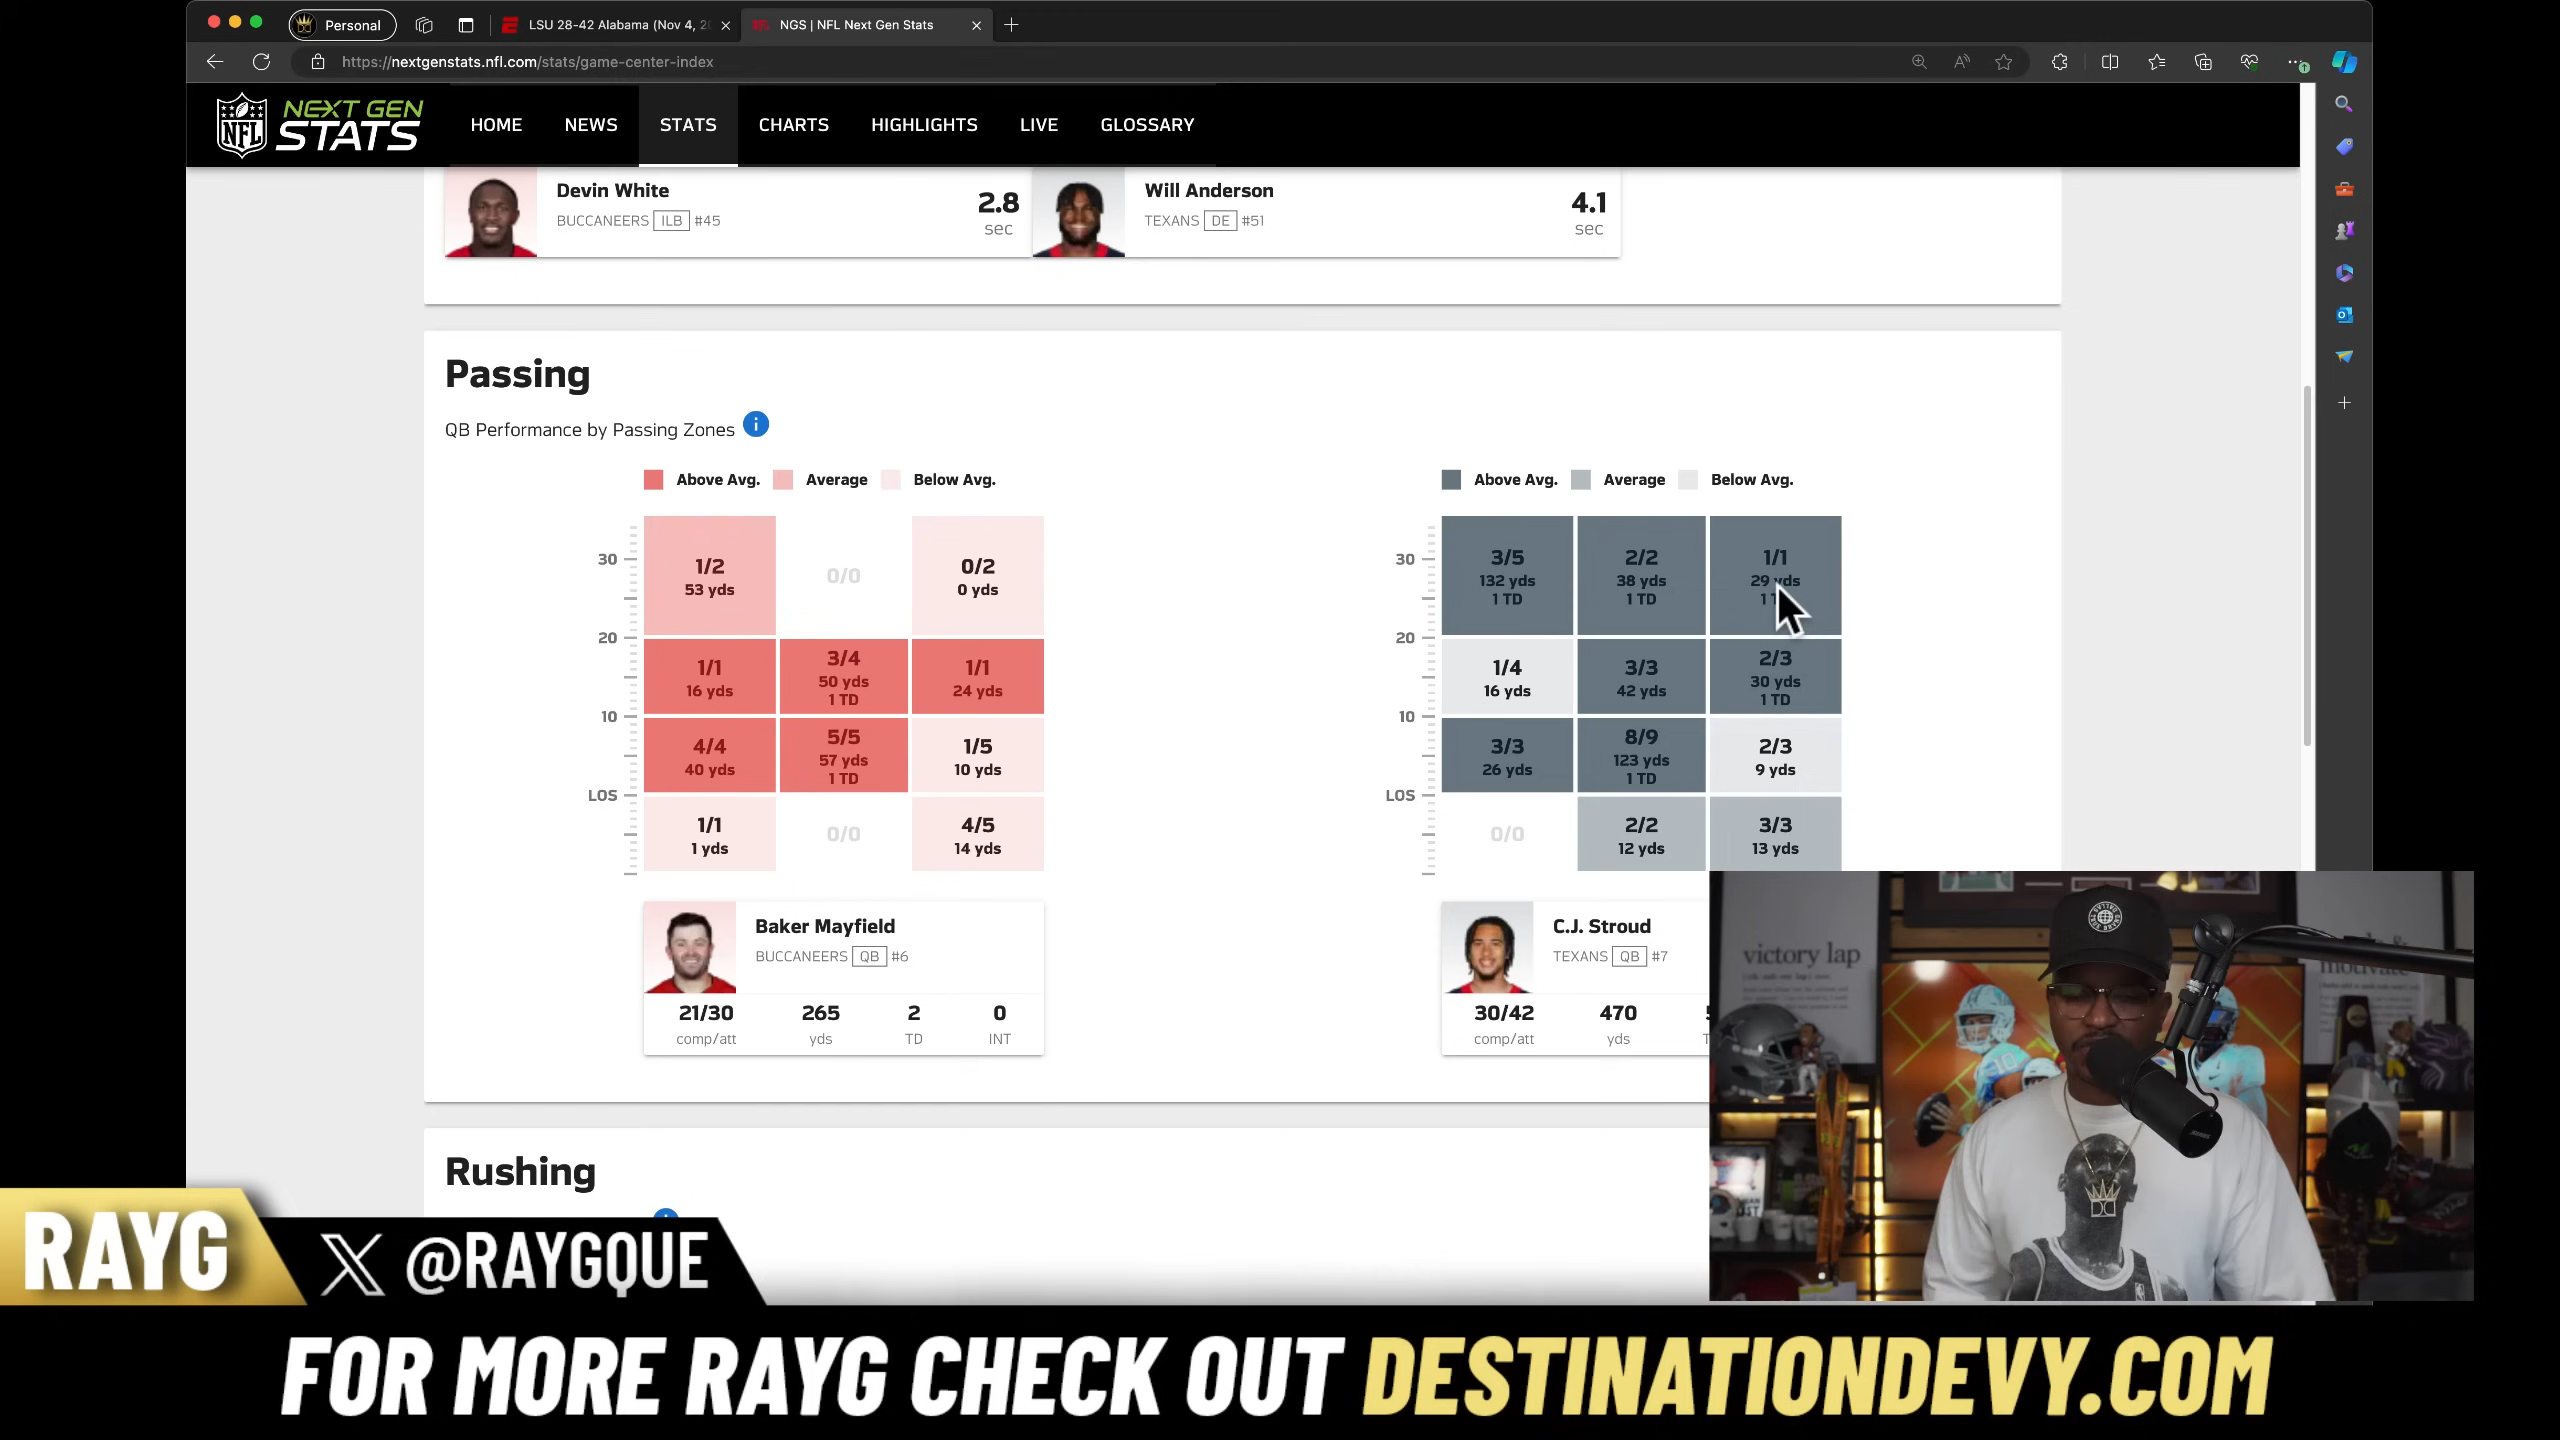 Personal
LSU 28-42 Alabama (Nov 4, 2
NGS | NFL Next Gen Stats
https://nextgenstats.nfl.com/stats/game-center-index
NFL
NEXT GEN
STATS
HOME
NEWS
STATS
CHARTS
HIGHLIGHTS
LIVE
GLOSSARY
Devin White
BUCCANEERS ILB #45
2.8
sec
Will Anderson
TEXANS DE #51
4.1
sec
Passing
QB Performance by Passing Zones
Above Avg. Average Below Avg.
30
20
10
LOS
1/2
53 yds
0/0
0/2
0 yds
1/1
16 yds
3/4
50 yds
1 TD
1/1
24 yds
4/4
40 yds
5/5
57 yds
1 TD
1/5
10 yds
1/1
1 yds
0/0
4/5
14 yds
Baker Mayfield
BUCCANEERS QB #6
21/30 265 2 0
comp/att yds TD INT
Above Avg. Average Below Avg.
30
20
10
LOS
3/5
132 yds
1 TD
2/2
38 yds
1 TD
1/1
29 yds
1 T
1/4
16 yds
3/3
42 yds
2/3
30 yds
1 TD
3/3
26 yds
8/9
123 yds
1 TD
2/3
9 yds
0/0
2/2
12 yds
3/3
13 yds
C.J. Stroud
TEXANS QB #7
30/42 470
comp/att yds
Rushing
victory lap
RAYG
X @RAYGQUE
FOR MORE RAYG CHECK OUT DESTINATIONDEVY.COM